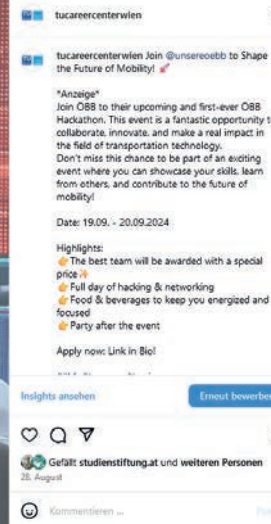 tucareercenterwien
tucareercenterwien Join @unsereoebb to Shape
the Future of Mobility!
*Anzeige*
Join ÖBB to their upcoming and first-ever ÖBB
Hackathon. This event is a fantastic opportunity to
collaborate, innovate, and make a real impact in
the field of transportation technology.
Don't miss this chance to be part of an exciting
event where you can showcase your skills, learn
from others, and contribute to the future of
mobility!
Date: 19.09. - 20.09.2024
Highlights:
👉The best team will be awarded with a special
price✨
👉Full day of hacking & networking
👉Food & beverages to keep you energized and
focused
👉Party after the event
Apply now: Link in Bio!
Insights ansehen
Erneut bewerben
Gefällt studienstiftung.at und weiteren Personen
28. August
Kommentieren ...